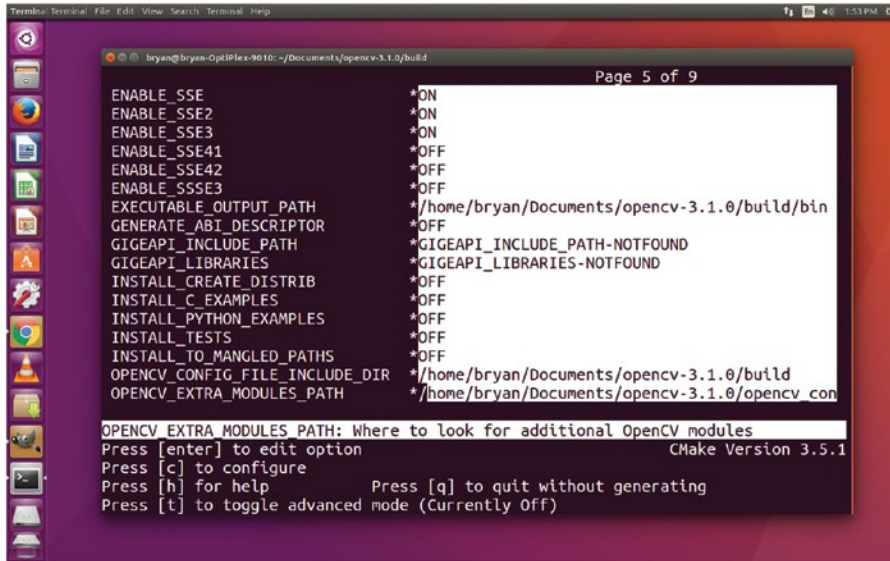 Terminal Terminal File Edit View Search Terminal Help
En 1:53 PM
bryan@bryan-OptiPlex-9010: ~/Documents/opencv-3.1.0/build
Page 5 of 9
ENABLE_SSE *ON
ENABLE_SSE2 *ON
ENABLE_SSE3 *ON
ENABLE_SSE41 *OFF
ENABLE_SSE42 *OFF
ENABLE_SSSE3 *OFF
EXECUTABLE_OUTPUT_PATH */home/bryan/Documents/opencv-3.1.0/build/bin
GENERATE_ABI_DESCRIPTOR *OFF
GIGEAPI_INCLUDE_PATH *GIGEAPI_INCLUDE_PATH-NOTFOUND
GIGEAPI_LIBRARIES *GIGEAPI_LIBRARIES-NOTFOUND
INSTALL_CREATE_DISTRIB *OFF
INSTALL_C_EXAMPLES *OFF
INSTALL_PYTHON_EXAMPLES *OFF
INSTALL_TESTS *OFF
INSTALL_TO_MANGLED_PATHS *OFF
OPENCV_CONFIG_FILE_INCLUDE_DIR */home/bryan/Documents/opencv-3.1.0/build
OPENCV_EXTRA_MODULES_PATH */home/bryan/Documents/opencv-3.1.0/opencv_con
OPENCV_EXTRA_MODULES_PATH: Where to look for additional OpenCV modules
Press [enter] to edit option CMake Version 3.5.1
Press [c] to configure
Press [h] for help Press [q] to quit without generating
Press [t] to toggle advanced mode (Currently Off)